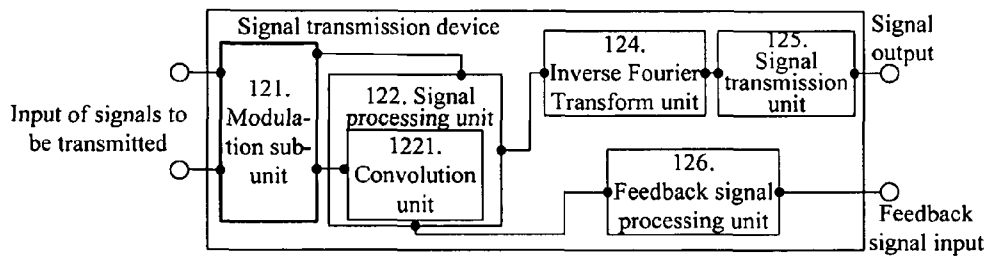 Signal transmission device
Signal
output
Input of signals to
be transmitted
121.
Modula-
tion sub-
unit
122. Signal
processing unit
1221.
Convolution
unit
124.
Inverse Fourier
Transform unit
125.
Signal
transmission
unit
126.
Feedback signal
processing unit
Feedback
signal input